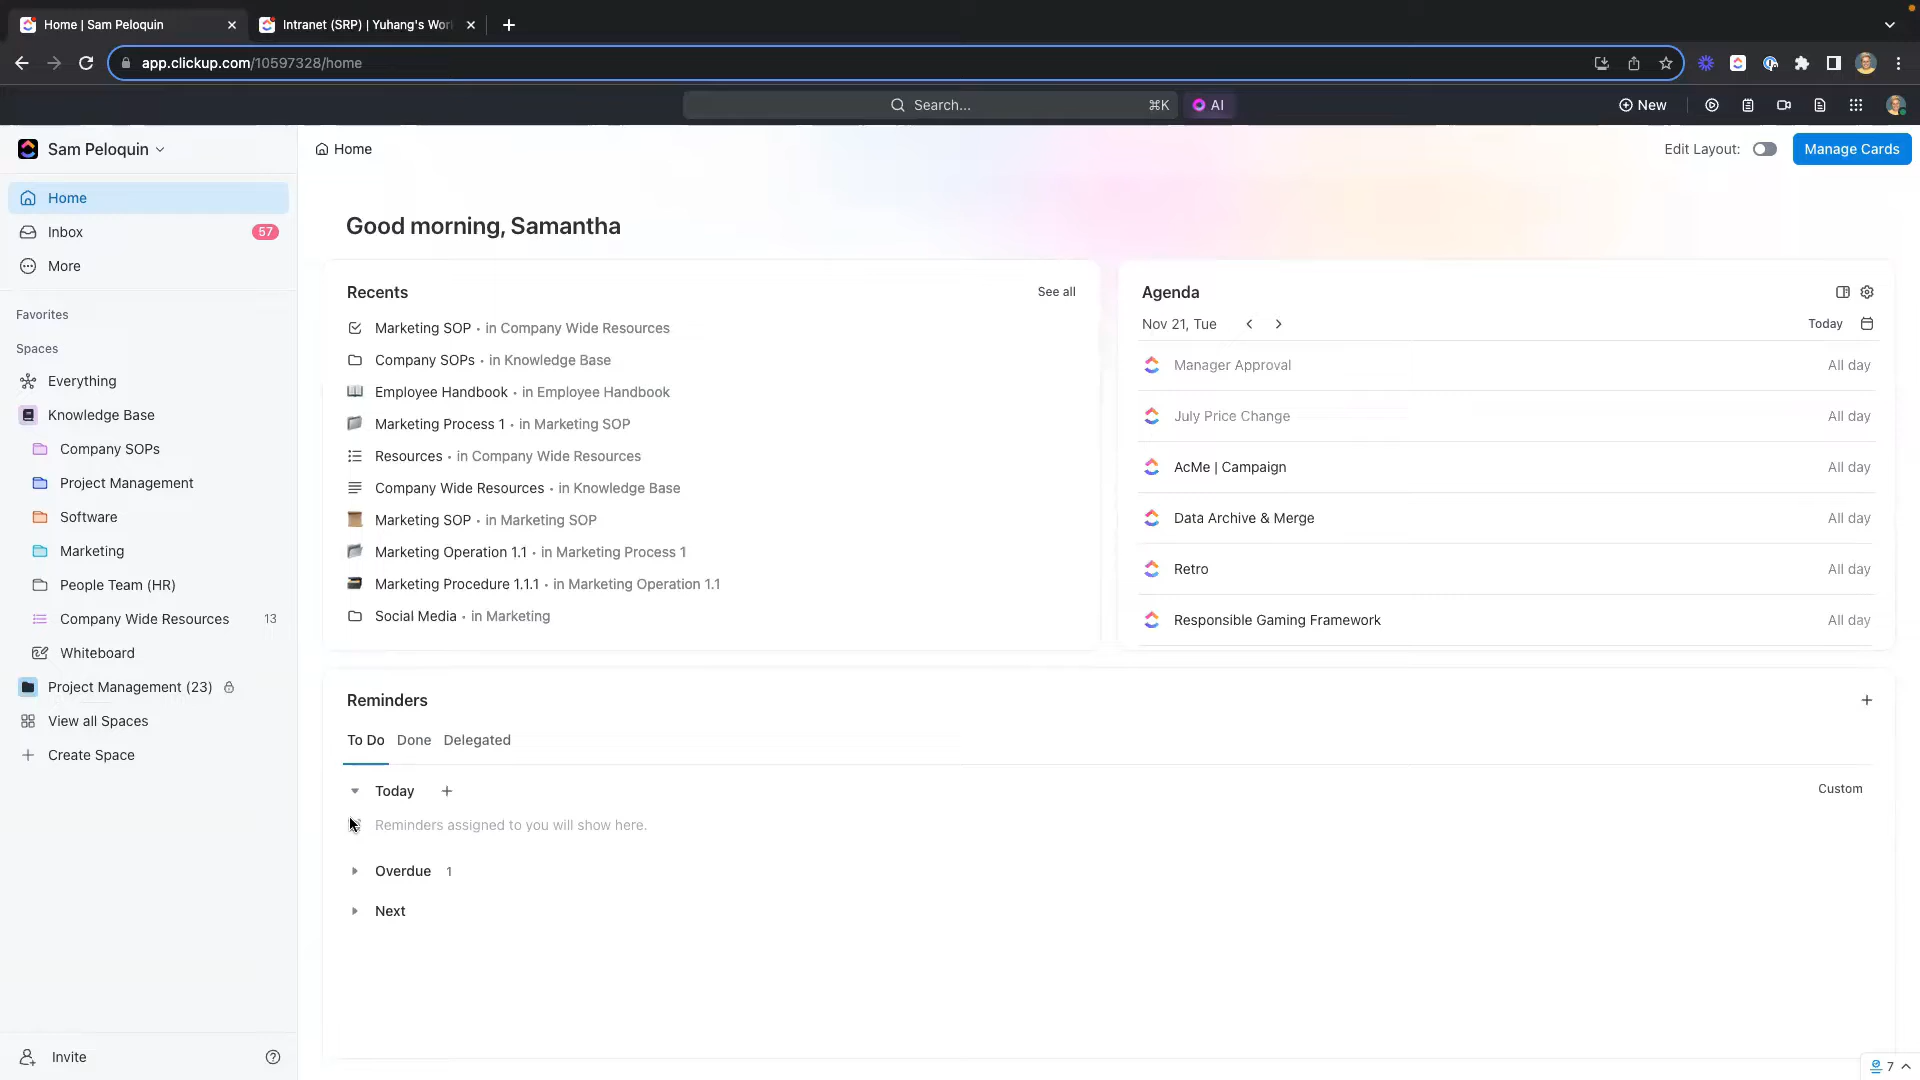 Home | Sam Peloquin
Intranet (SRP) | Yuhang's Wor
app.clickup.com/10597328/home
Search...
⌘K
AI
New
Sam Peloquin
Home
Edit Layout:
Manage Cards
Home
Inbox
57
More
Favorites
Spaces
Everything
Knowledge Base
Company SOPs
Project Management
Software
Marketing
People Team (HR)
Company Wide Resources
13
Whiteboard
Project Management (23)
View all Spaces
Create Space
Invite
Good morning, Samantha
Recents
See all
Marketing SOP • in Company Wide Resources
Company SOPs • in Knowledge Base
Employee Handbook • in Employee Handbook
Marketing Process 1 • in Marketing SOP
Resources • in Company Wide Resources
Company Wide Resources • in Knowledge Base
Marketing SOP • in Marketing SOP
Marketing Operation 1.1 • in Marketing Process 1
Marketing Procedure 1.1.1 • in Marketing Operation 1.1
Social Media • in Marketing
Agenda
Nov 21, Tue
Today
Manager Approval All day
July Price Change All day
AcMe | Campaign All day
Data Archive & Merge All day
Retro All day
Responsible Gaming Framework All day
Reminders
To Do Done Delegated
Today
Custom
Reminders assigned to you will show here.
Overdue 1
Next
7